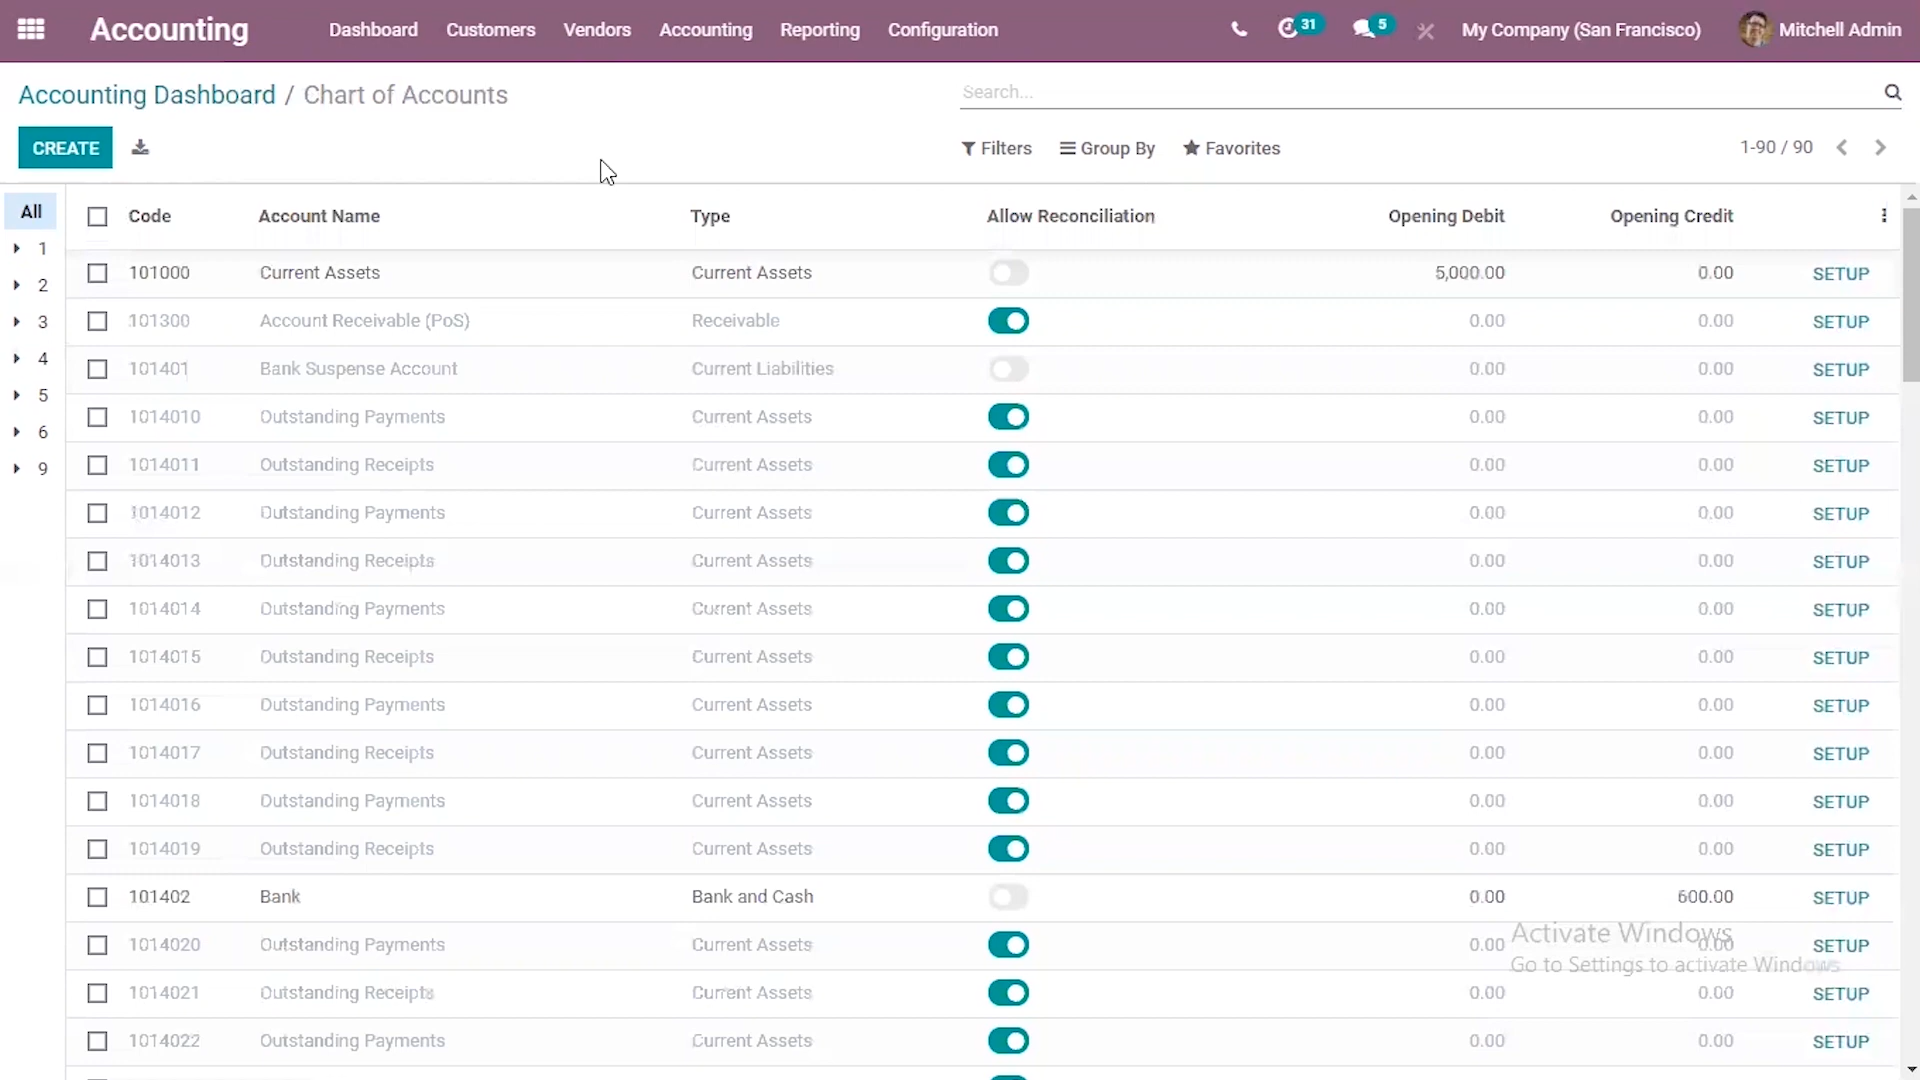 Accounting Dashboard Customers Vendors Accounting Reporting Configuration 31 5 My Company (San Francisco) Mitchell Admin
Accounting Dashboard / Chart of Accounts Search...
CREATE Filters Group By Favorites 1-90 / 90
All Code Account Name Type Allow Reconciliation Opening Debit Opening Credit
1
2
3
4
5
6
9
101000 Current Assets Current Assets 5,000.00 0.00 SETUP
101300 Account Receivable (PoS) Receivable 0.00 0.00 SETUP
101401 Bank Suspense Account Current Liabilities 0.00 0.00 SETUP
1014010 Outstanding Payments Current Assets 0.00 0.00 SETUP
1014011 Outstanding Receipts Current Assets 0.00 0.00 SETUP
1014012 Outstanding Payments Current Assets 0.00 0.00 SETUP
1014013 Outstanding Receipts Current Assets 0.00 0.00 SETUP
1014014 Outstanding Payments Current Assets 0.00 0.00 SETUP
1014015 Outstanding Receipts Current Assets 0.00 0.00 SETUP
1014016 Outstanding Payments Current Assets 0.00 0.00 SETUP
1014017 Outstanding Receipts Current Assets 0.00 0.00 SETUP
1014018 Outstanding Payments Current Assets 0.00 0.00 SETUP
1014019 Outstanding Receipts Current Assets 0.00 0.00 SETUP
101402 Bank Bank and Cash 0.00 600.00 SETUP
1014020 Outstanding Payments Current Assets 0.00 0.00 SETUP
1014021 Outstanding Receipts Current Assets 0.00 0.00 SETUP
1014022 Outstanding Payments Current Assets 0.00 0.00 SETUP
Activate Windows
Go to Settings to activate Windows